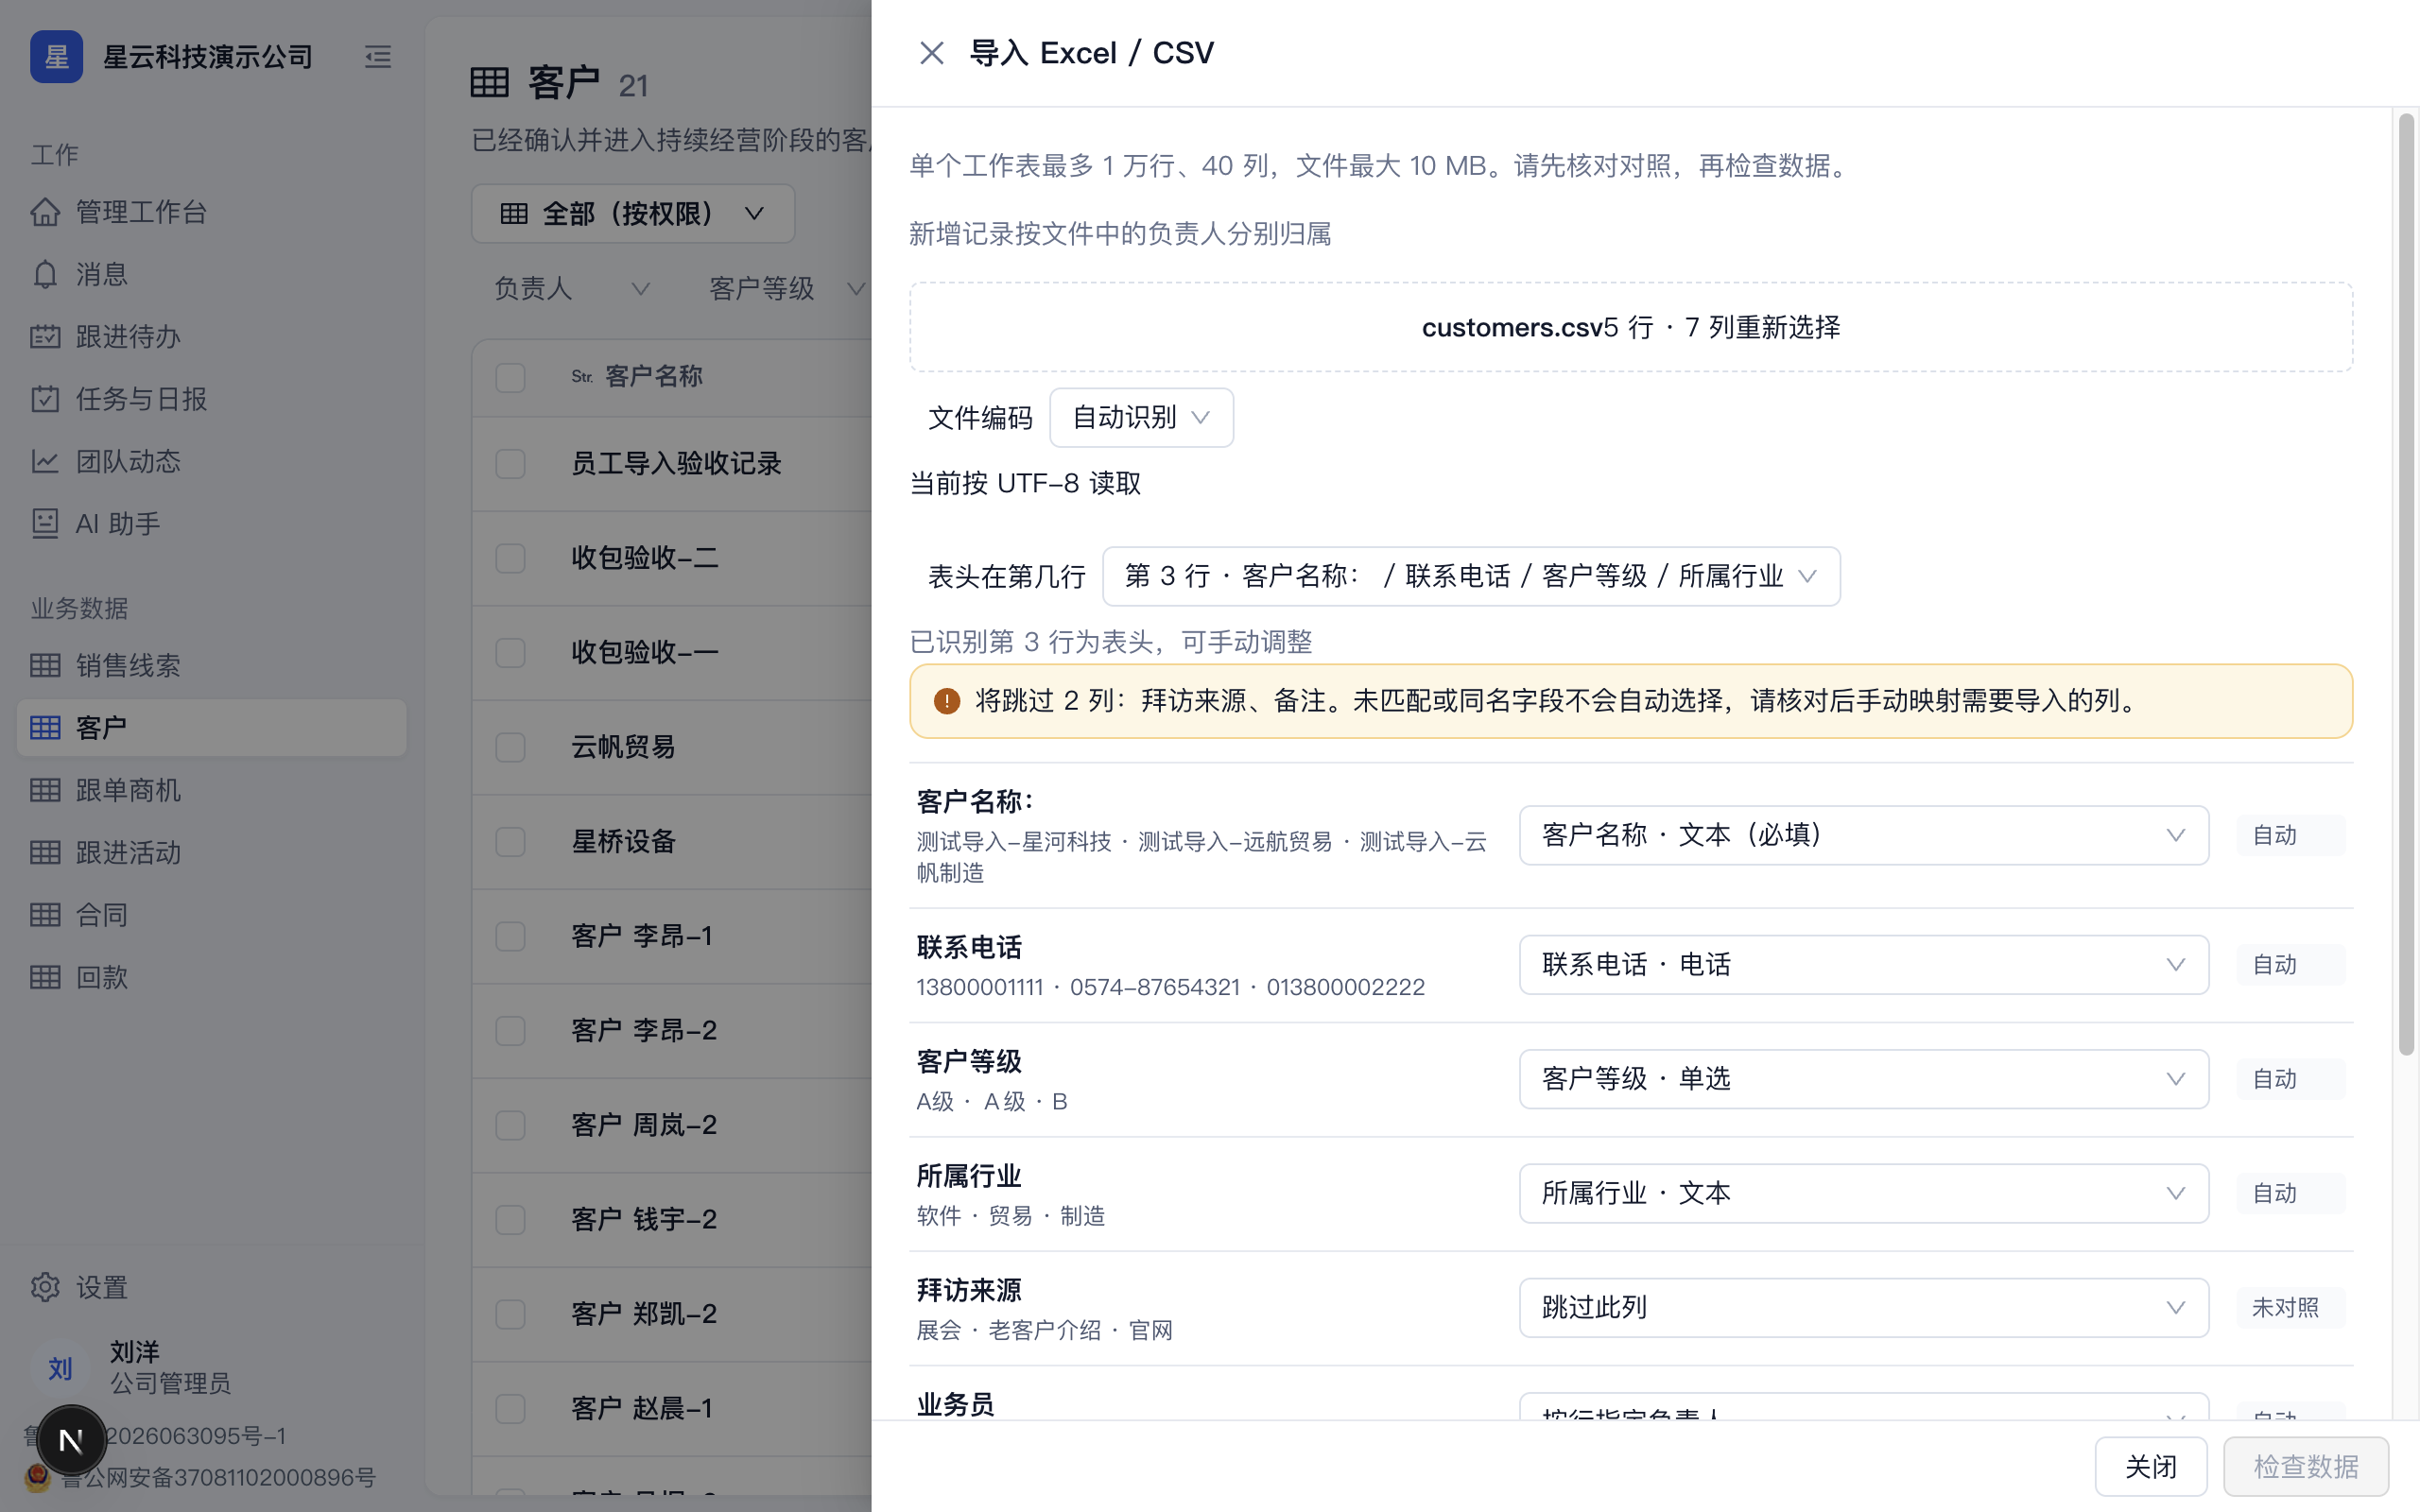 星 星云科技演示公司
工作
管理工作台
消息
跟进待办
任务与日报
团队动态
AI 助手
业务数据
销售线索
客户
跟单商机
跟进活动
合同
回款
设置
刘 刘洋
公司管理员
N 2026063095号-1
公网安备37081102000896号
客户 21
已经确认并进入持续经营阶段的客
全部（按权限）
负责人 客户等级
Str. 客户名称
员工导入验收记录
收包验收-二
收包验收-一
云帆贸易
星桥设备
客户 李昂-1
客户 李昂-2
客户 周岚-2
客户 钱宇-2
客户 郑凯-2
客户 赵晨-1
导入 Excel / CSV
单个工作表最多 1 万行、40 列，文件最大 10 MB。请先核对对照，再检查数据。
新增记录按文件中的负责人分别归属
customers.csv5 行 · 7 列重新选择
文件编码 自动识别
当前按 UTF-8 读取
表头在第几行 第 3 行 · 客户名称： / 联系电话 / 客户等级 / 所属行业
已识别第 3 行为表头，可手动调整
将跳过 2 列：拜访来源、备注。未匹配或同名字段不会自动选择，请核对后手动映射需要导入的列。
客户名称：
测试导入-星河科技 · 测试导入-远航贸易 · 测试导入-云
帆制造
客户名称 · 文本（必填） 自动
联系电话
13800001111 · 0574-87654321 · 013800002222
联系电话 · 电话 自动
客户等级
A级 · Ａ级 · B
客户等级 · 单选 自动
所属行业
软件 · 贸易 · 制造
所属行业 · 文本 自动
拜访来源
展会 · 老客户介绍 · 官网
跳过此列 未对照
业务员
按行指定负责人 自动
关闭 检查数据